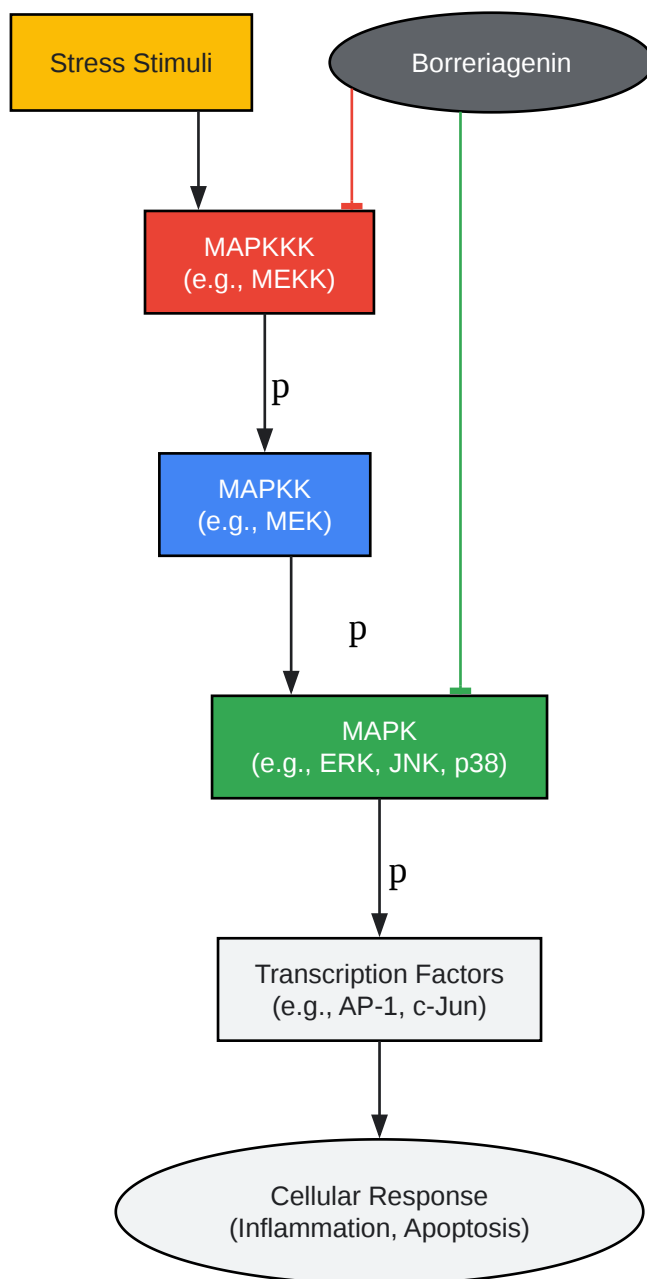 Stress Stimuli
Borreriagenin
MAPKKK
(e.g., MEKK)
p
MAPKK
(e.g., MEK)
p
MAPK
(e.g., ERK, JNK, p38)
p
Transcription Factors
(e.g., AP-1, c-Jun)
Cellular Response
(Inflammation, Apoptosis)